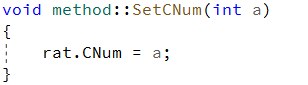 void method::SetCNum(int a)
{
    rat.CNum = a;
}